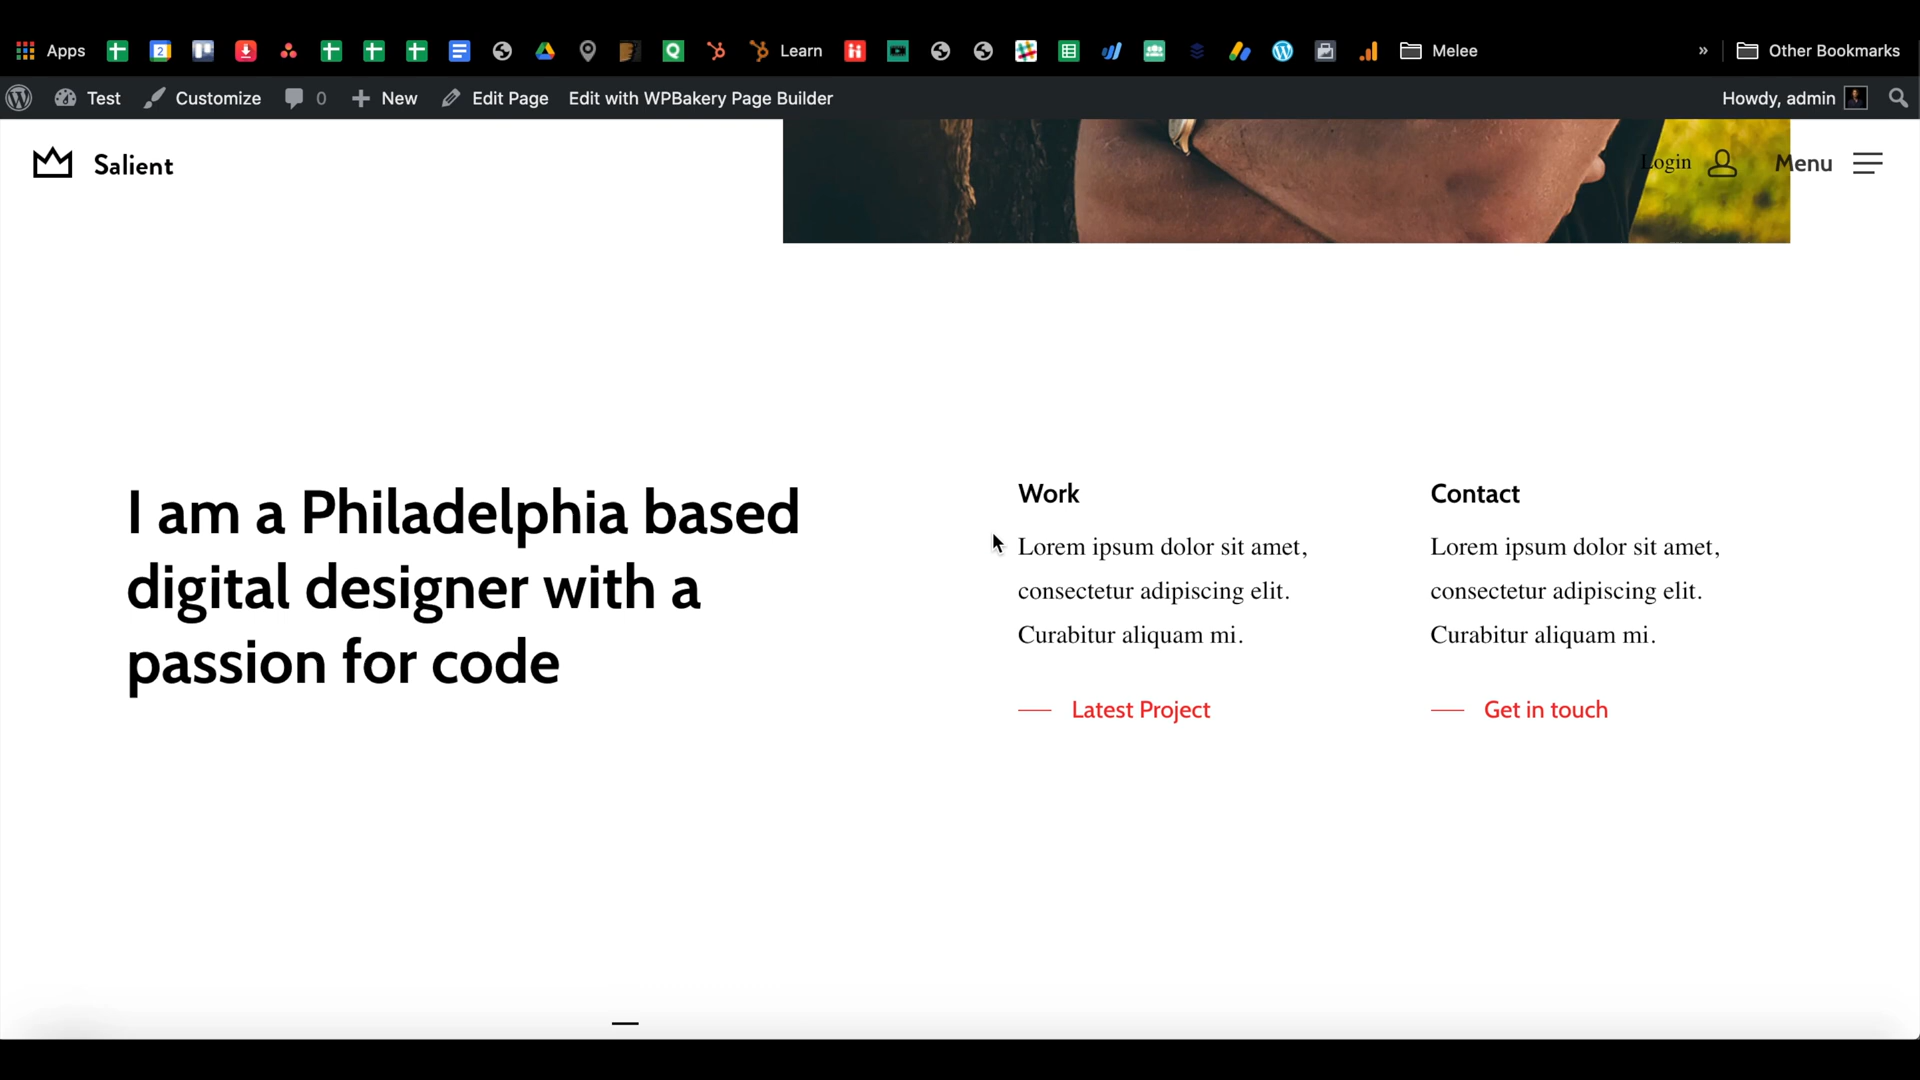 Apps
Learn
Melee
»
Other Bookmarks
Test
Customize
0
New
Edit Page
Edit with WPBakery Page Builder
Howdy, admin
Salient
Login
Menu
I am a Philadelphia based
digital designer with a
passion for code
Work
Lorem ipsum dolor sit amet,
consectetur adipiscing elit.
Curabitur aliquam mi.
Latest Project
Contact
Lorem ipsum dolor sit amet,
consectetur adipiscing elit.
Curabitur aliquam mi.
Get in touch